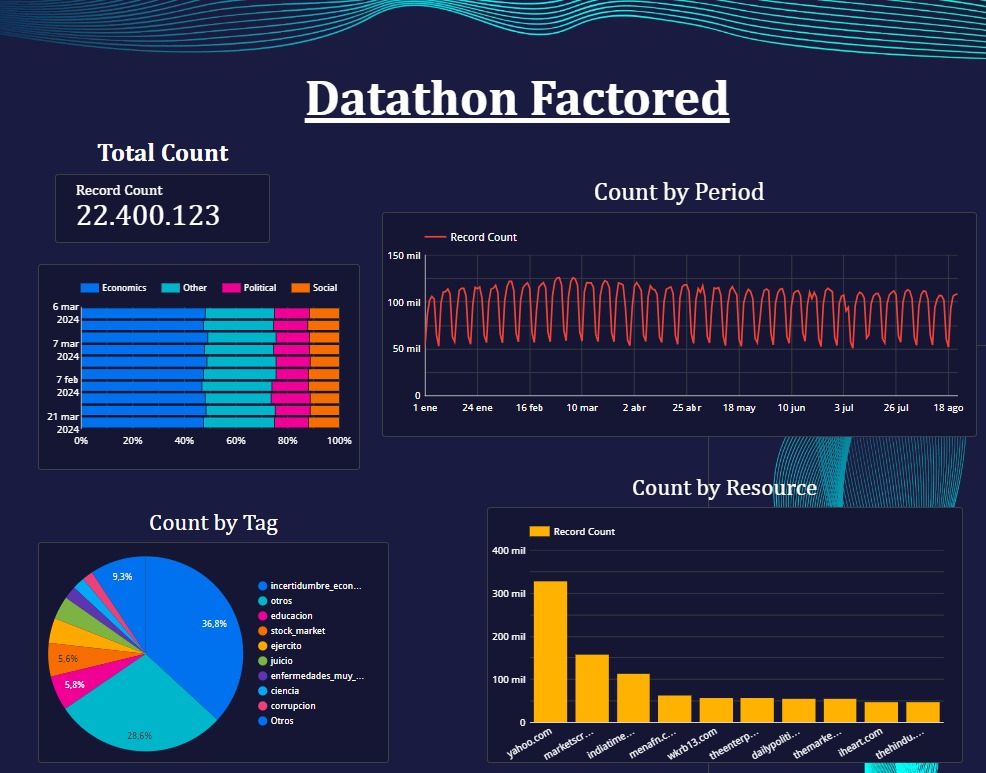 Datathon Factored
Total Count
Record Count
22.400.123
Count by Period
Record Count
150 mil
100 mil
50 mil
0
1 ene 24 ene 16 feb 10 mar 2 abr 25 abr 18 may 10 jun 3 jul 26 jul 18 ago
Economics Other Political Social
6 mar
2024
7 mar
2024
7 feb
2024
21 mar
2024
0% 20% 40% 60% 80% 100%
Count by Tag
9,3%
36,8%
5,6%
5,8%
28,6%
incertidumbre_econ...
otros
educacion
stock_market
ejercito
juicio
enfermedades_muy_...
ciencia
corrupcion
Otros
Count by Resource
Record Count
400 mil
300 mil
200 mil
100 mil
0
yahoo.com marketscr... indiatime... menafn.c... wkrb13.com theenterp... dailypoliti... themarke... iheart.com thehindu....